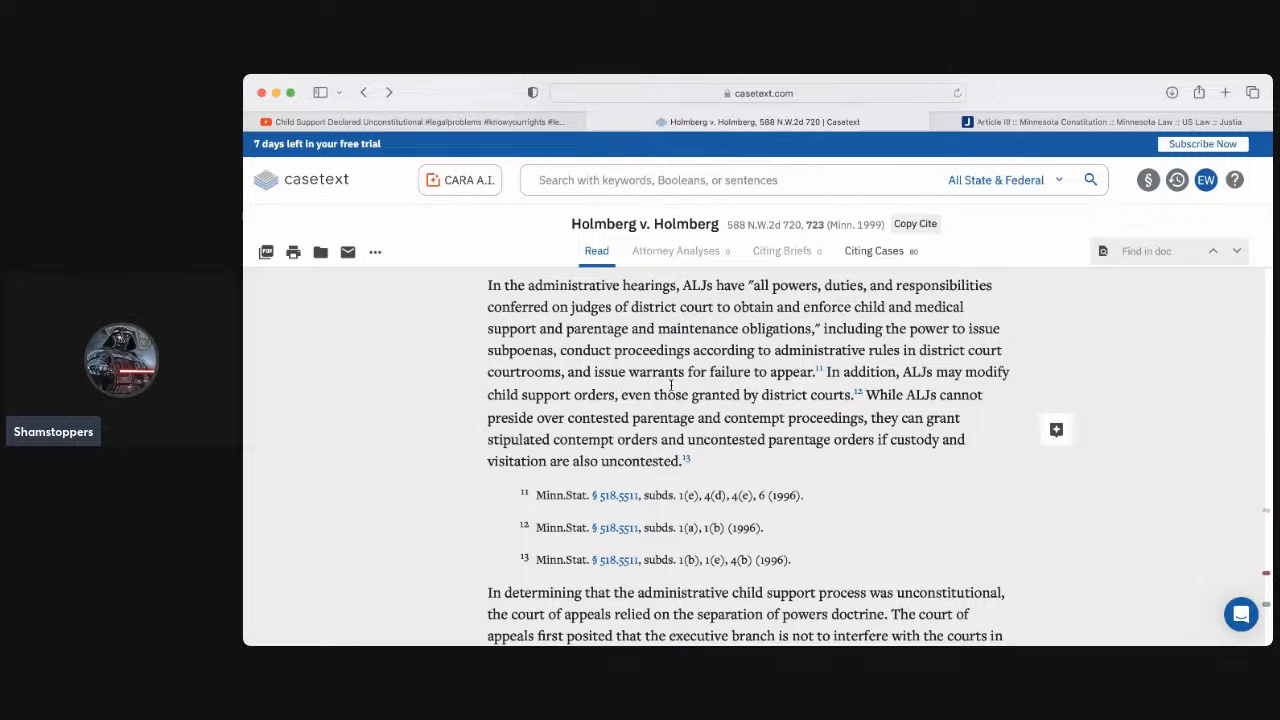 casetext.com
Child Support Declared Unconstitutional #legalproblems #knowyourrights #le...
Holmberg v. Holmberg, 588 N.W.2d 720 | Casetext
J Article III :: Minnesota Constitution :: Minnesota Law :: US Law :: Justia
7 days left in your free trial
Subscribe Now
casetext
CARA A.I.
Search with keywords, Booleans, or sentences
All State & Federal
§
EW
?
Holmberg v. Holmberg 588 N.W.2d 720, 723 (Minn. 1999) Copy Cite
PDF
Read
Attorney Analyses 0
Citing Briefs 0
Citing Cases 80
Find in doc
In the administrative hearings, ALJs have "all powers, duties, and responsibilities
conferred on judges of district court to obtain and enforce child and medical
support and parentage and maintenance obligations," including the power to issue
subpoenas, conduct proceedings according to administrative rules in district court
courtrooms, and issue warrants for failure to appear.11 In addition, ALJs may modify
child support orders, even those granted by district courts.12 While ALJs cannot
preside over contested parentage and contempt proceedings, they can grant
stipulated contempt orders and uncontested parentage orders if custody and
visitation are also uncontested.13
11 Minn.Stat. § 518.5511, subds. 1(e), 4(d), 4(e), 6 (1996).
12 Minn.Stat. § 518.5511, subds. 1(a), 1(b) (1996).
13 Minn.Stat. § 518.5511, subds. 1(b), 1(e), 4(b) (1996).
In determining that the administrative child support process was unconstitutional,
the court of appeals relied on the separation of powers doctrine. The court of
appeals first posited that the executive branch is not to interfere with the courts in
Shamstoppers